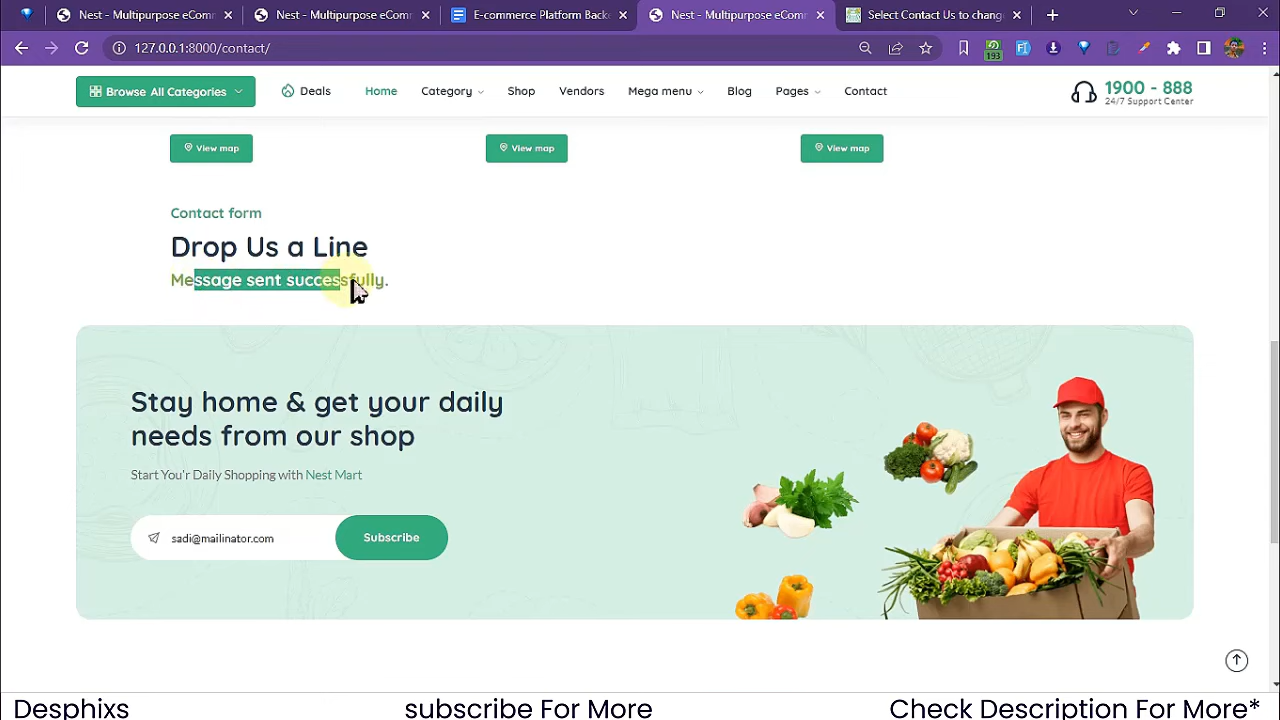 Nest - Multipurpose eComm
Nest - Multipurpose eComm
E-commerce Platform Back
Nest - Multipurpose eCom
Select Contact Us to chang
127.0.0.1:8000/contact/
193
Browse All Categories
Deals
Home
Category
Shop
Vendors
Mega menu
Blog
Pages
Contact
1900 - 888
24/7 Support Center
View map
View map
View map
Contact form
Drop Us a Line
Message sent successfully.
Stay home & get your daily
needs from our shop
Start You'r Daily Shopping with Nest Mart
sadi@mailinator.com
Subscribe
Desphixs
subscribe For More
Check Description For More*